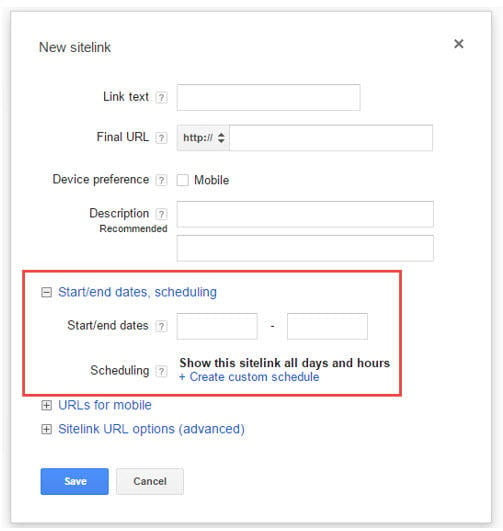 New sitelink ×
Link text ?
Final URL ? http://
Device preference ? Mobile
Description ?
Recommended
Start/end dates, scheduling
Start/end dates ? -
Scheduling ? Show this sitelink all days and hours
+ Create custom schedule
URLs for mobile
Sitelink URL options (advanced)
Save Cancel